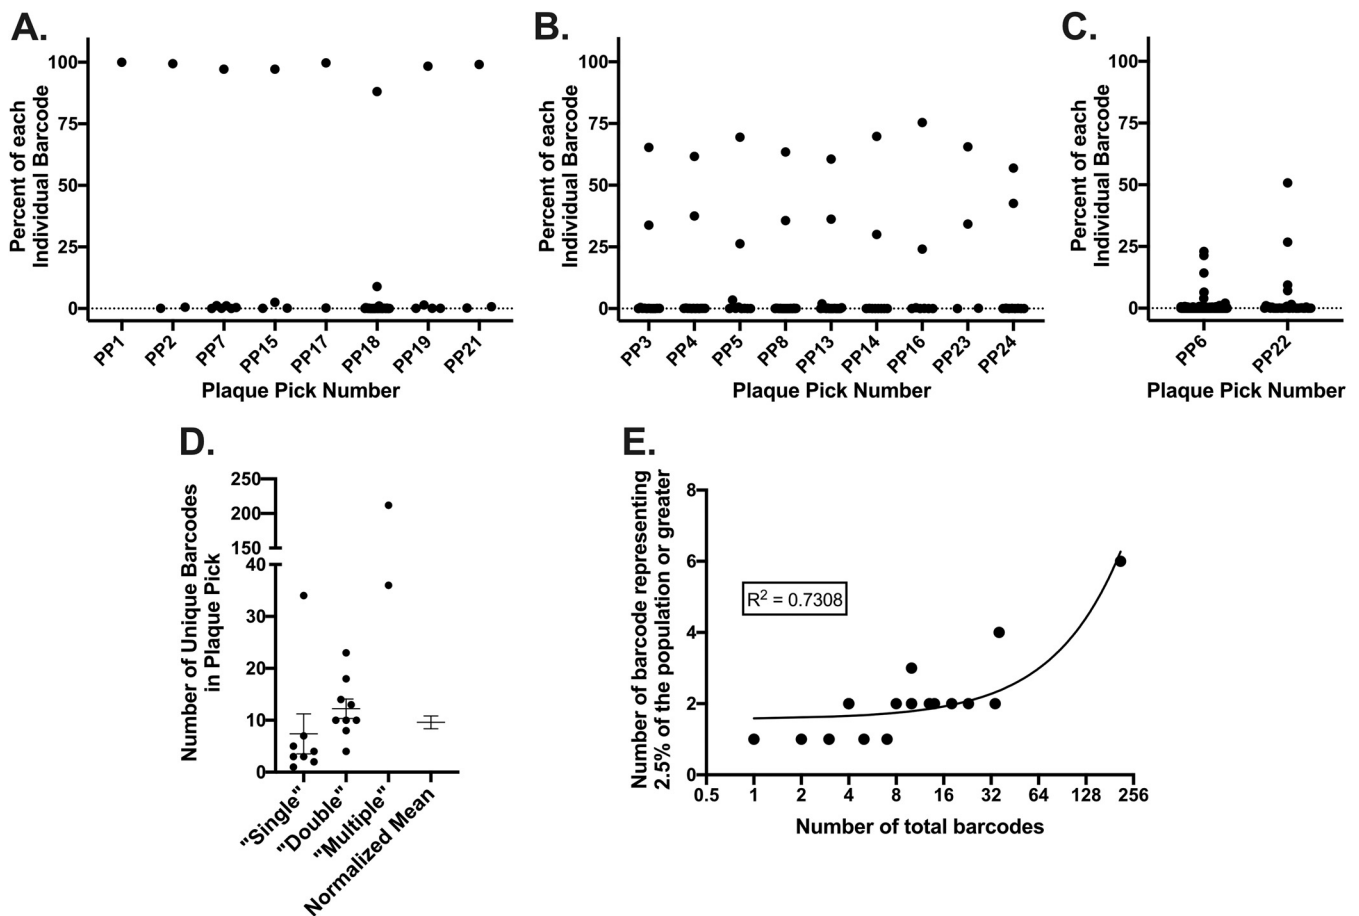 A.
Percent of each
Individual Barcode
100
75
50
25
0
PP1
PP2
PP7
PP15
PP17
PP18
PP19
PP21
Plaque Pick Number
B.
Percent of each
Individual Barcode
100
75
50
25
0
PP3
PP4
PP5
PP8
PP13
PP14
PP16
PP23
PP24
Plaque Pick Number
C.
Percent of each
Individual Barcode
100
75
50
25
0
PP6
PP22
Plaque Pick Number
D.
Number of Unique Barcodes
in Plaque Pick
250
200
150
40
30
20
10
0
"Single"
"Double"
"Multiple"
Normalized Mean
E.
Number of barcode representing
2.5% of the population or greater
8
6
4
2
0
R² = 0.7308
0.5
1
2
4
8
16
32
64
128
256
Number of total barcodes